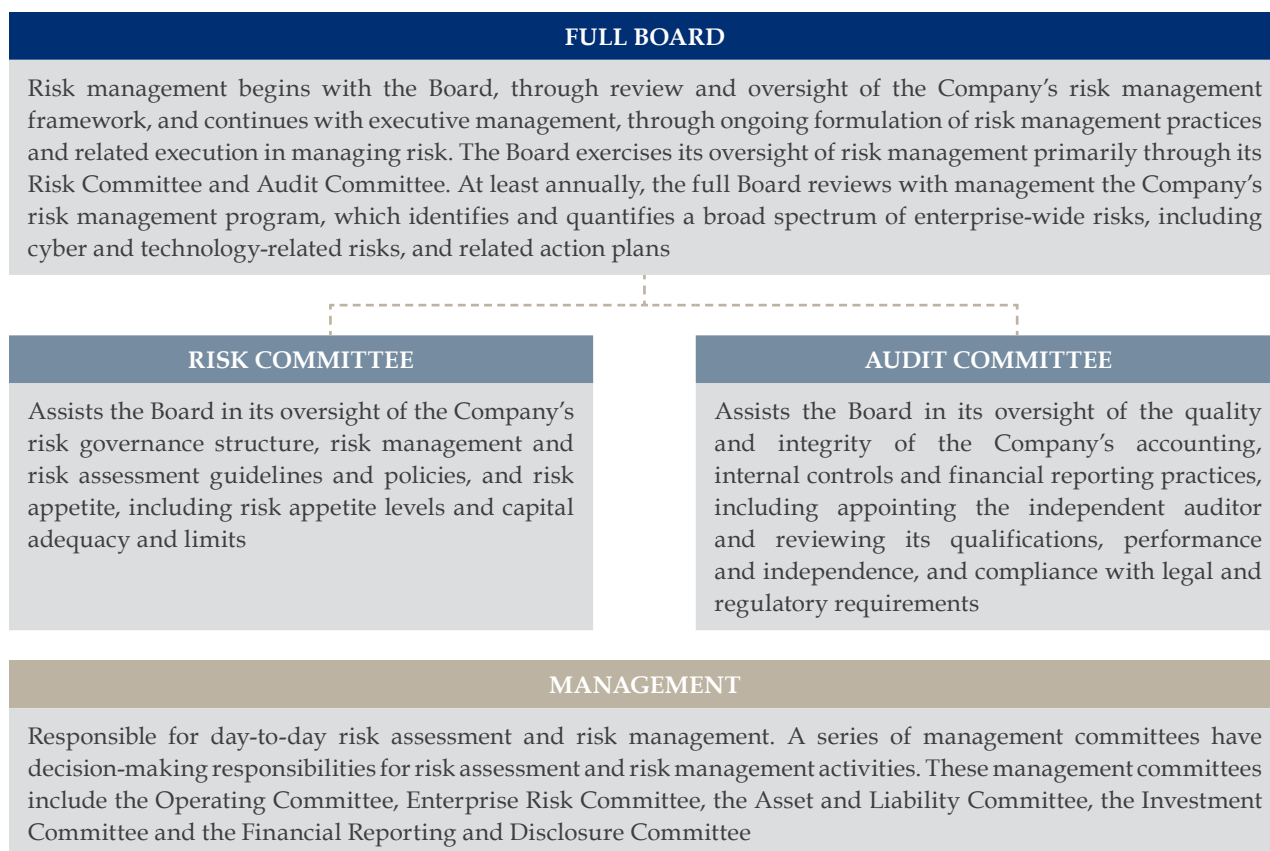 FULL BOARD
Risk management begins with the Board, through review and oversight of the Company’s risk management
framework, and continues with executive management, through ongoing formulation of risk management practices
and related execution in managing risk. The Board exercises its oversight of risk management primarily through its
Risk Committee and Audit Committee. At least annually, the full Board reviews with management the Company’s
risk management program, which identifies and quantifies a broad spectrum of enterprise-wide risks, including
cyber and technology-related risks, and related action plans
RISK COMMITTEE
Assists the Board in its oversight of the Company’s
risk governance structure, risk management and
risk assessment guidelines and policies, and risk
appetite, including risk appetite levels and capital
adequacy and limits
AUDIT COMMITTEE
Assists the Board in its oversight of the quality
and integrity of the Company’s accounting,
internal controls and financial reporting practices,
including appointing the independent auditor
and reviewing its qualifications, performance
and independence, and compliance with legal and
regulatory requirements
MANAGEMENT
Responsible for day-to-day risk assessment and risk management. A series of management committees have
decision-making responsibilities for risk assessment and risk management activities. These management committees
include the Operating Committee, Enterprise Risk Committee, the Asset and Liability Committee, the Investment
Committee and the Financial Reporting and Disclosure Committee